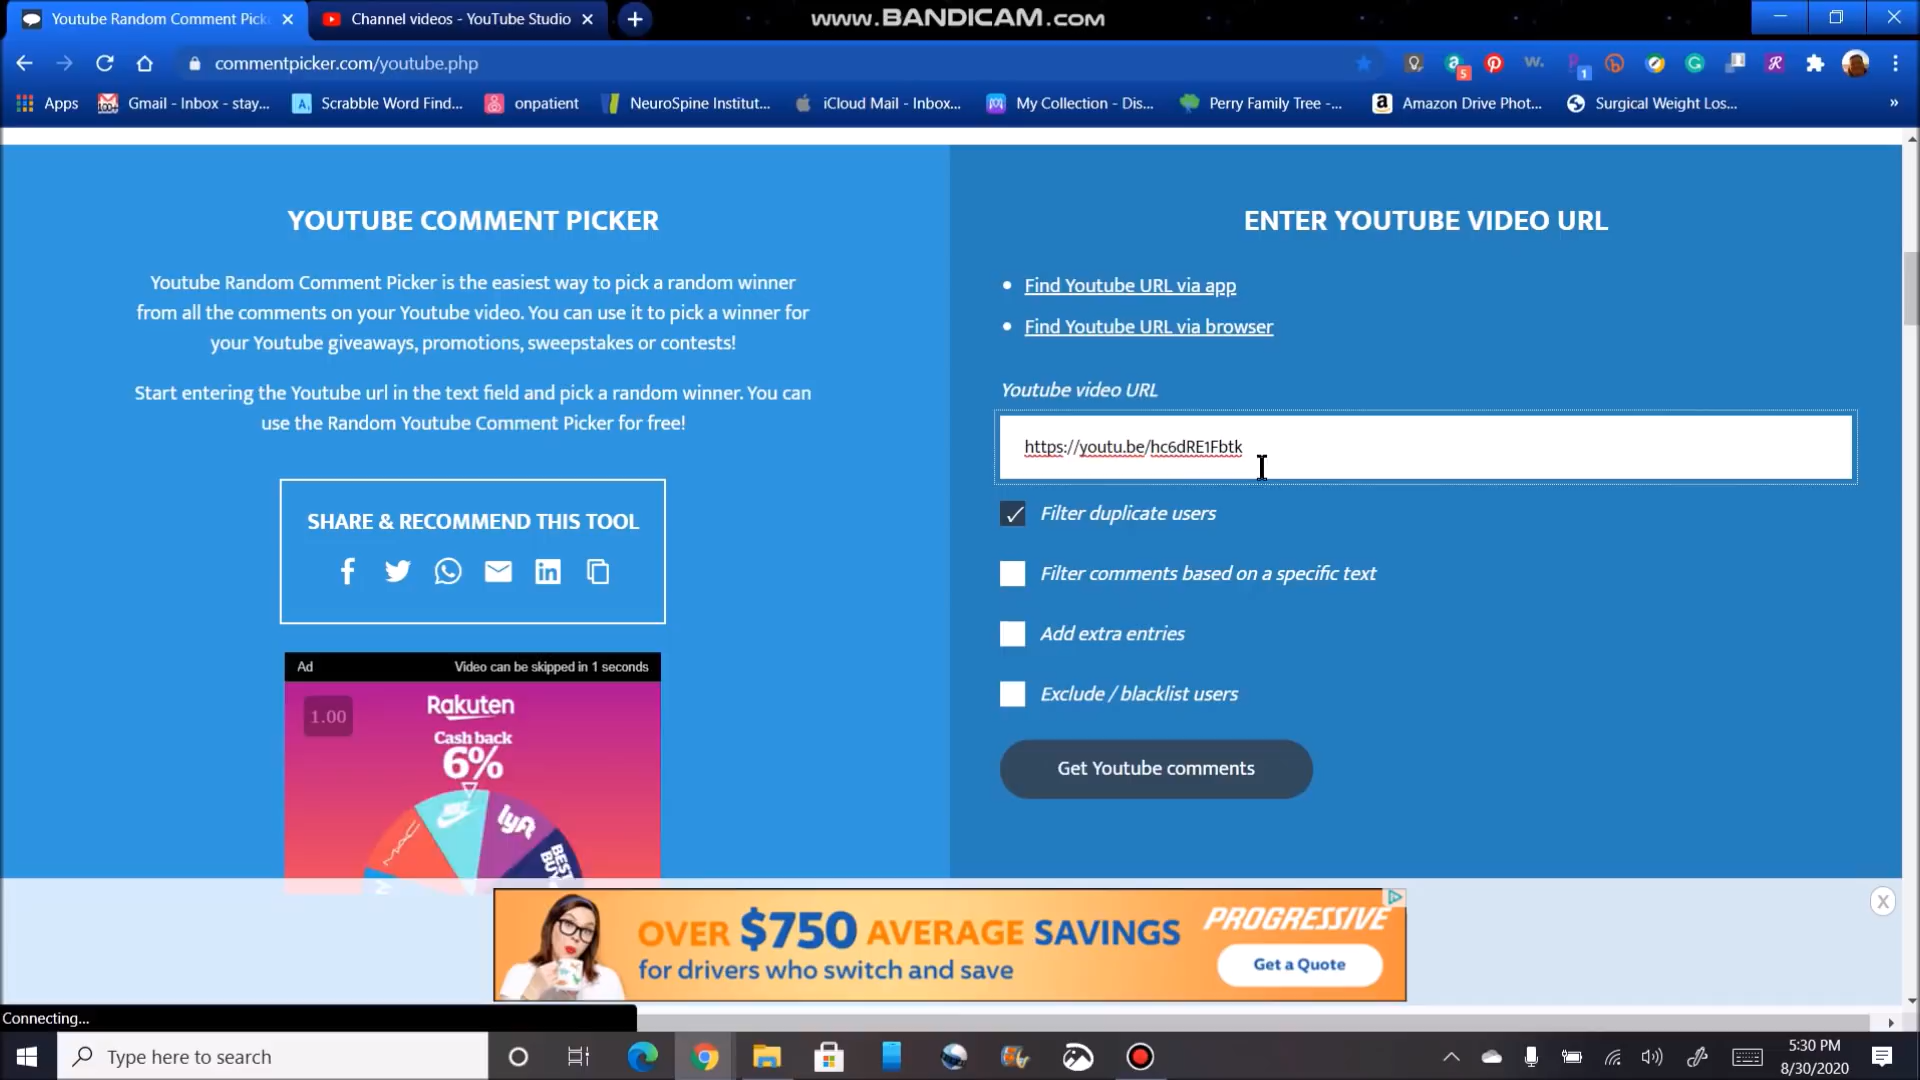 Youtube Random Comment Pick
Channel videos - YouTube Studio
www.BANDICAM.com
commentpicker.com/youtube.php
5
1
Apps
Gmail - Inbox - stay...
Scrabble Word Find...
onpatient
NeuroSpine Institut...
iCloud Mail - Inbox...
My Collection - Dis...
Perry Family Tree -...
Amazon Drive Phot...
Surgical Weight Los...
»
YOUTUBE COMMENT PICKER
Youtube Random Comment Picker is the easiest way to pick a random winner
from all the comments on your Youtube video. You can use it to pick a winner for
your Youtube giveaways, promotions, sweepstakes or contests!
Start entering the Youtube url in the text field and pick a random winner. You can
use the Random Youtube Comment Picker for free!
SHARE & RECOMMEND THIS TOOL
Ad
Video can be skipped in 1 seconds
1.00
Rakuten
Cash back
6%
lyft
BEST
BUY
ENTER YOUTUBE VIDEO URL
Find Youtube URL via app
Find Youtube URL via browser
Youtube video URL
https://youtu.be/hc6dRE1Fbtk
Filter duplicate users
Filter comments based on a specific text
Add extra entries
Exclude / blacklist users
Get Youtube comments
OVER $750 AVERAGE SAVINGS
for drivers who switch and save
PROGRESSIVE
Get a Quote
X
Connecting...
Type here to search
5:30 PM
8/30/2020